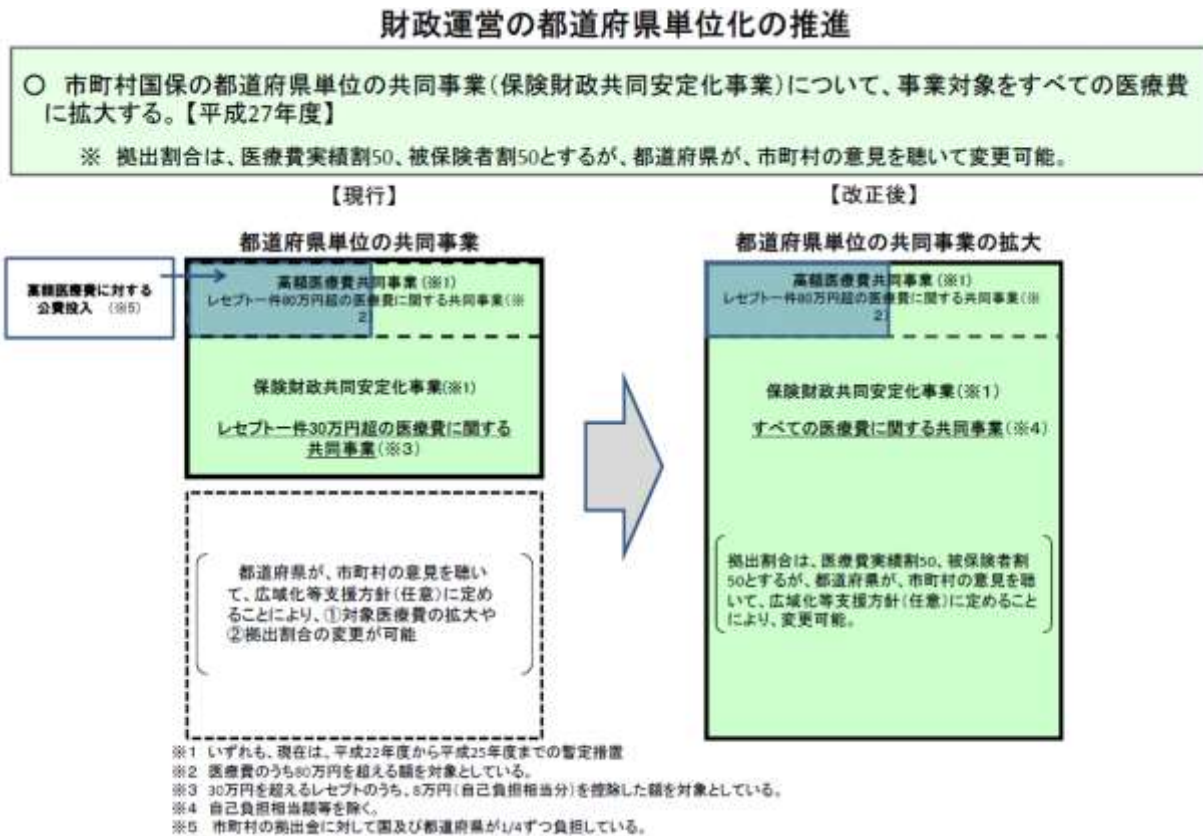 財政運営の都道府県単位化の推進
○ 市町村国保の都道府県単位の共同事業(保険財政共同安定化事業)について、事業対象をすべての医療費
に拡大する。【平成27年度】
※ 拠出割合は、医療費実績割50、被保険者割50とするが、都道府県が、市町村の意見を聴いて変更可能。
【現行】
都道府県単位の共同事業
高額医療費に対する
公費投入 (※5)
高額医療費共同事業(※1)
レセプト一件80万円超の医療費に関する共同事業(※
2)
保険財政共同安定化事業(※1)
レセプト一件30万円超の医療費に関する
共同事業(※3)
都道府県が、市町村の意見を聴い
て、広域化等支援方針(任意)に定め
ることにより、①対象医療費の拡大や
②拠出割合の変更が可能
【改正後】
都道府県単位の共同事業の拡大
高額医療費共同事業(※1)
レセプト一件80万円超の医療費に関する共同事業(※
2)
保険財政共同安定化事業(※1)
すべての医療費に関する共同事業(※4)
拠出割合は、医療費実績割50、被保険者割
50とするが、都道府県が、市町村の意見を聴
いて、広域化等支援方針(任意)に定めること
により、変更可能。
※1 いずれも、現在は、平成22年度から平成25年度までの暫定措置
※2 医療費のうち80万円を超える額を対象としている。
※3 30万円を超えるレセプトのうち、8万円(自己負担相当分)を控除した額を対象としている。
※4 自己負担相当額等を除く。
※5 市町村の拠出金に対して国及び都道府県が1/4ずつ負担している。